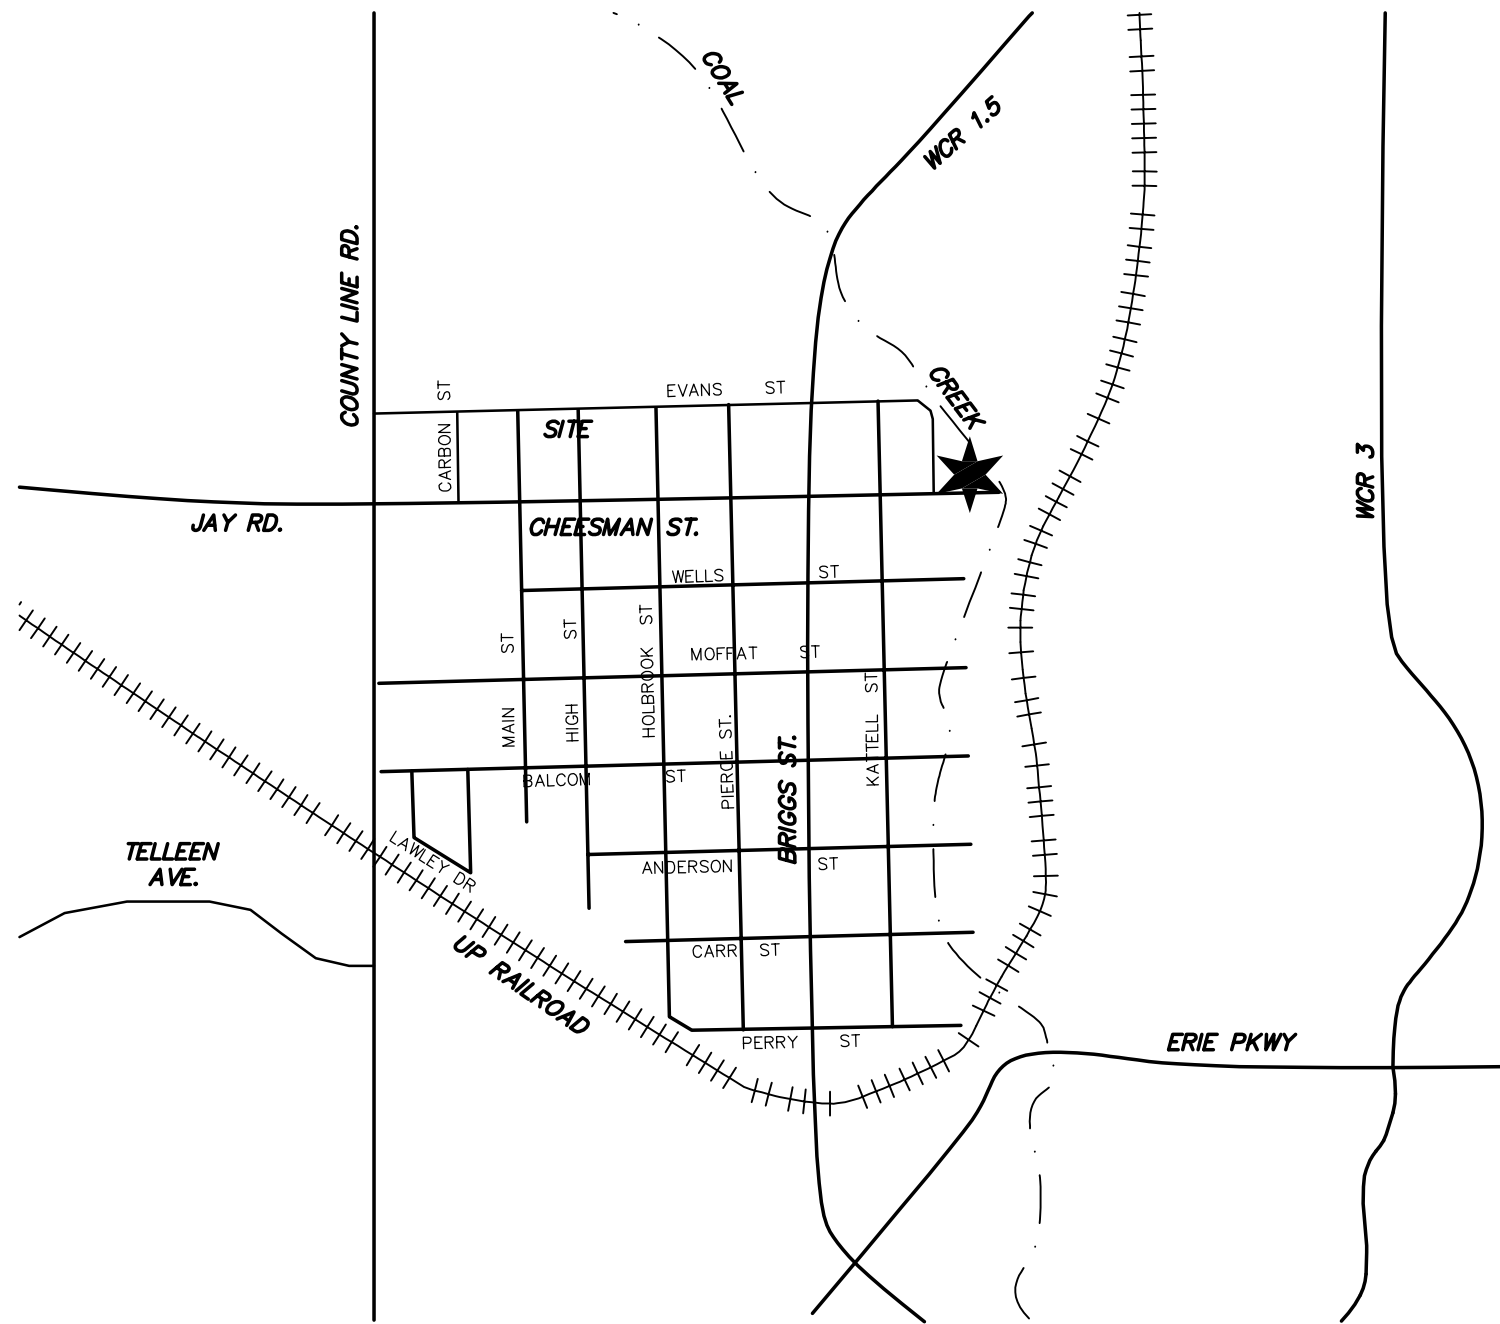 COAL
WCR 1.5
COUNTY LINE RD.
CREEK
EVANS ST
CARBON ST
SITE
WCR 3
JAY RD.
CHEESMAN ST.
WELLS ST
MAIN ST
HIGH ST
HOLBROOK ST
MOFFAT ST
PIERCE ST.
BRIGGS ST.
KATTELL ST
BALCOM ST
LAWLEY DR
TELLEEN
AVE.
ANDERSON ST
UP RAILROAD
CARR ST
PERRY ST
ERIE PKWY